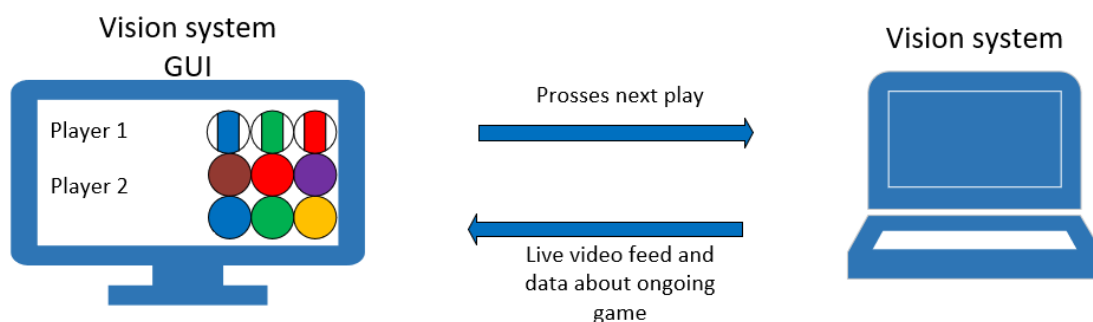 Vision system
GUI
Player 1
Player 2
Prosses next play
Live video feed and
data about ongoing
game
Vision system